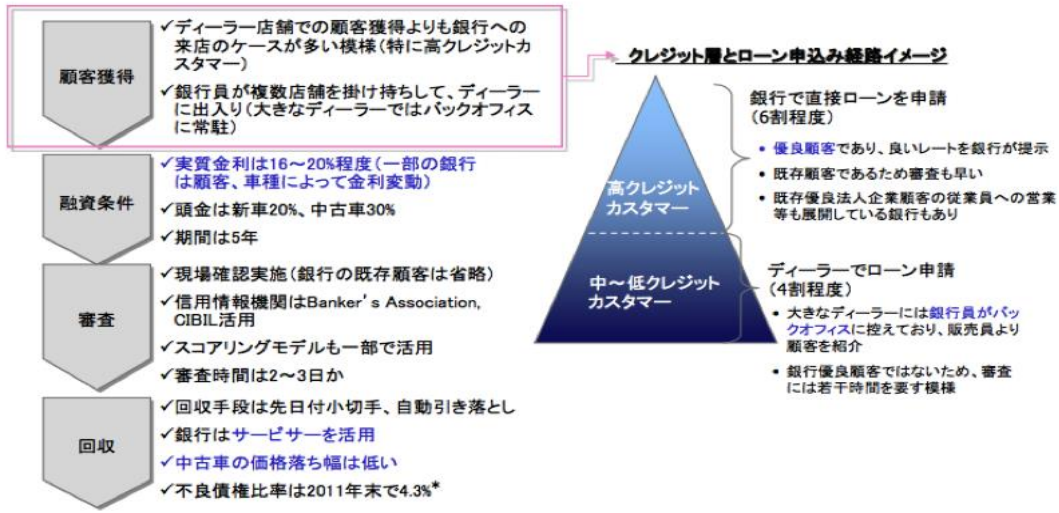 顧客獲得
✓ディーラー店舗での顧客獲得よりも銀行への
来店のケースが多い模様(特に高クレジットカ
スタマー)
✓銀行員が複数店舗を掛け持ちして、ディーラー
に出入り(大きなディーラーではバックオフィス
に常駐)
融資条件
✓実質金利は16～20%程度(一部の銀行
は顧客、車種によって金利変動)
✓頭金は新車20%、中古車30%
✓期間は5年
審査
✓現場確認実施(銀行の既存顧客は省略)
✓信用情報機関はBanker's Association,
CIBIL活用
✓スコアリングモデルも一部で活用
✓審査時間は2～3日か
回収
✓回収手段は先日付小切手、自動引き落とし
✓銀行はサービサーを活用
✓中古車の価格落ち幅は低い
✓不良債権比率は2011年末で4.3%*
クレジット層とローン申込み経路イメージ
高クレジット
カスタマー
中～低クレジット
カスタマー
銀行で直接ローンを申請
(6割程度)
• 優良顧客であり、良いレートを銀行が提示
• 既存顧客であるため審査も早い
• 既存優良法人企業顧客の従業員への営業
等も展開している銀行もあり
ディーラーでローン申請
(4割程度)
• 大きなディーラーには銀行員がバッ
クオフィスに控えており、販売員より
顧客を紹介
• 銀行優良顧客ではないため、審査
には若干時間を要す模様